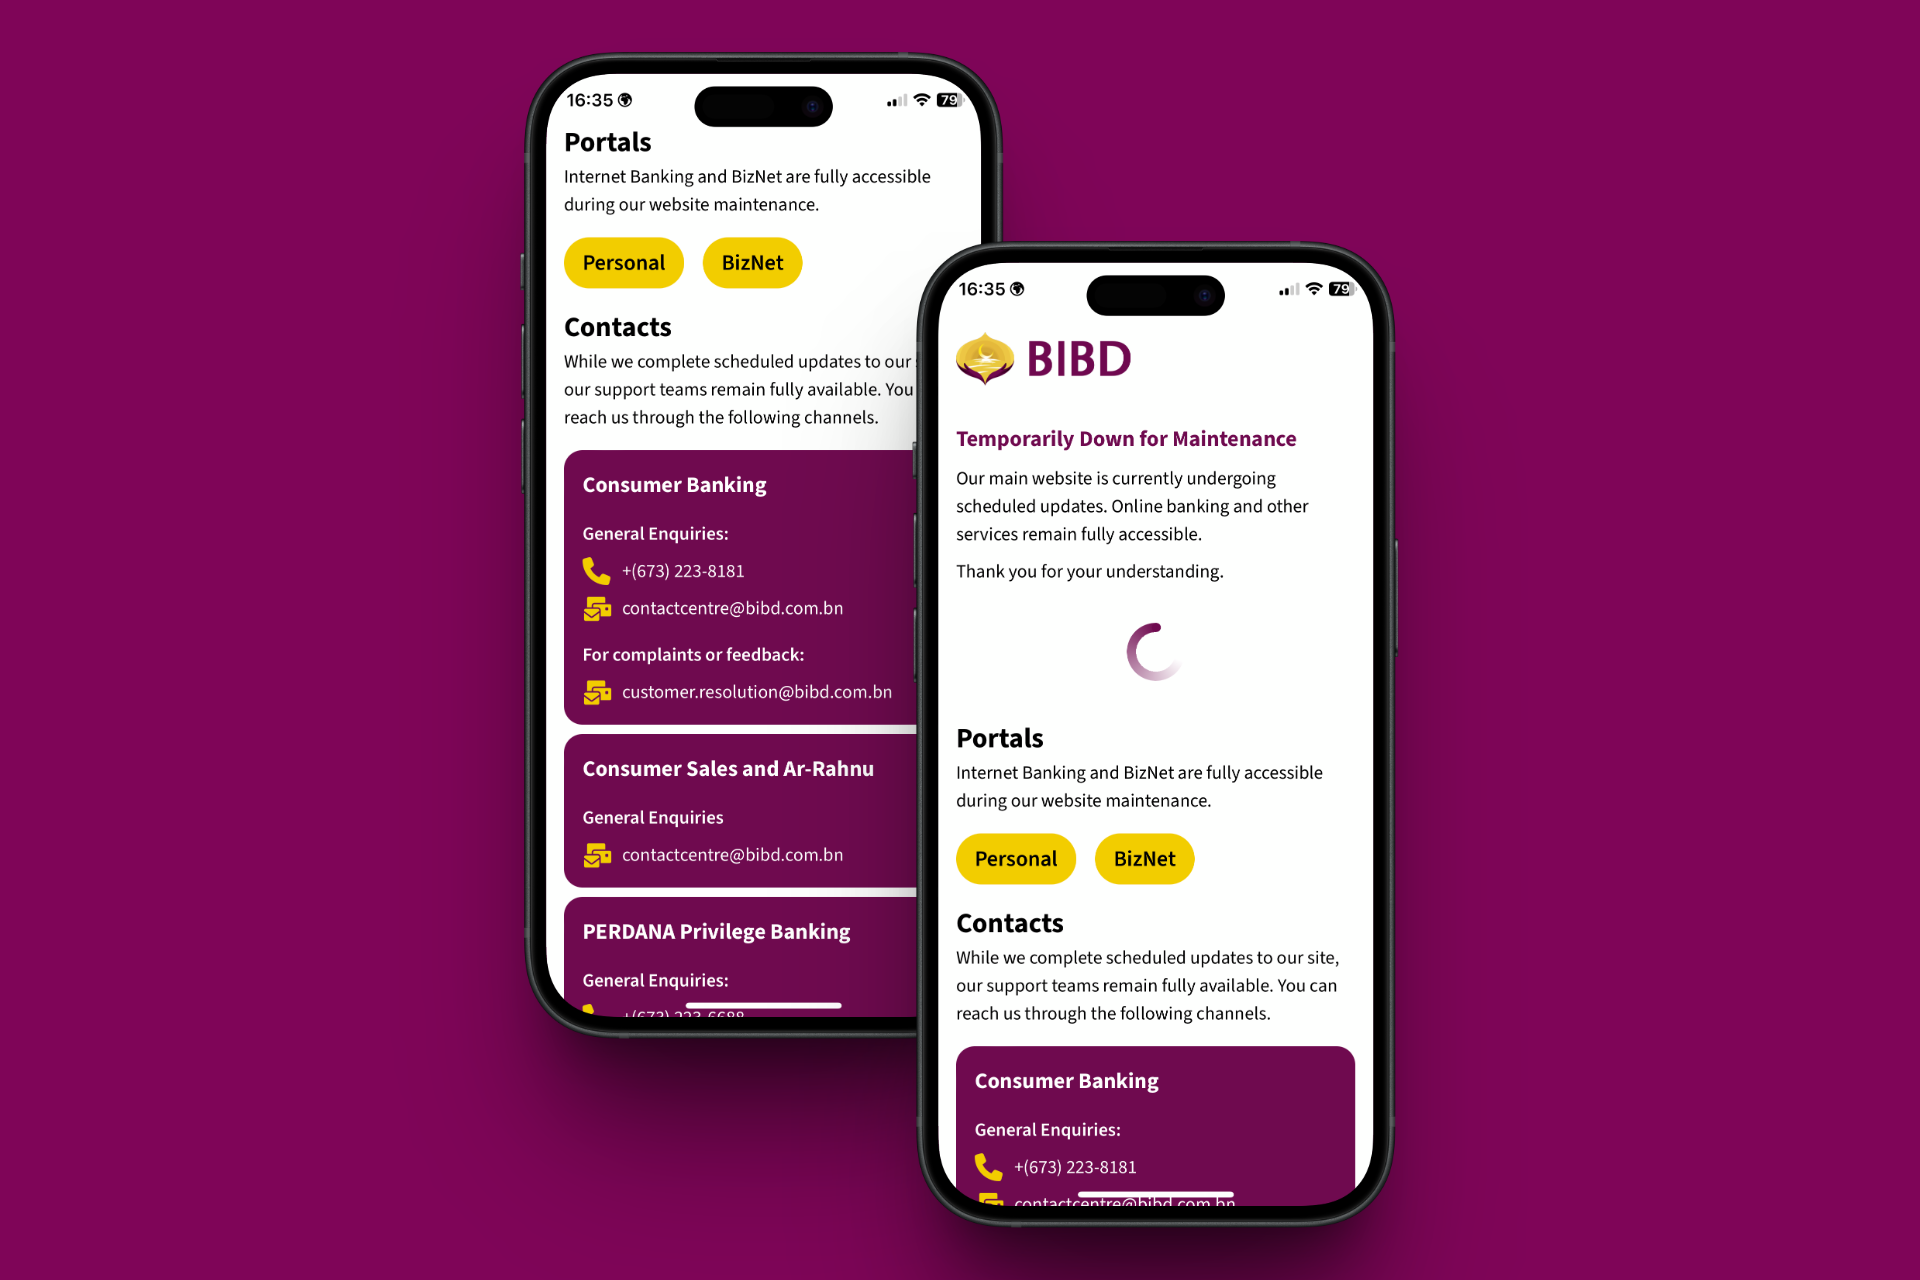 16:35
79
Portals
Internet Banking and BizNet are fully accessible
during our website maintenance.
Personal
BizNet
Contacts
While we complete scheduled updates to our
our support teams remain fully available. You
reach us through the following channels.
Consumer Banking
General Enquiries:
+(673) 223-8181
contactcentre@bibd.com.bn
For complaints or feedback:
customer.resolution@bibd.com.bn
Consumer Sales and Ar-Rahnu
General Enquiries
contactcentre@bibd.com.bn
PERDANA Privilege Banking
General Enquiries:
+(673) 223-6688
16:35
79
BIBD
Temporarily Down for Maintenance
Our main website is currently undergoing
scheduled updates. Online banking and other
services remain fully accessible.
Thank you for your understanding.
Portals
Internet Banking and BizNet are fully accessible
during our website maintenance.
Personal
BizNet
Contacts
While we complete scheduled updates to our site,
our support teams remain fully available. You can
reach us through the following channels.
Consumer Banking
General Enquiries:
+(673) 223-8181
contactcentre@bibd.com.bn